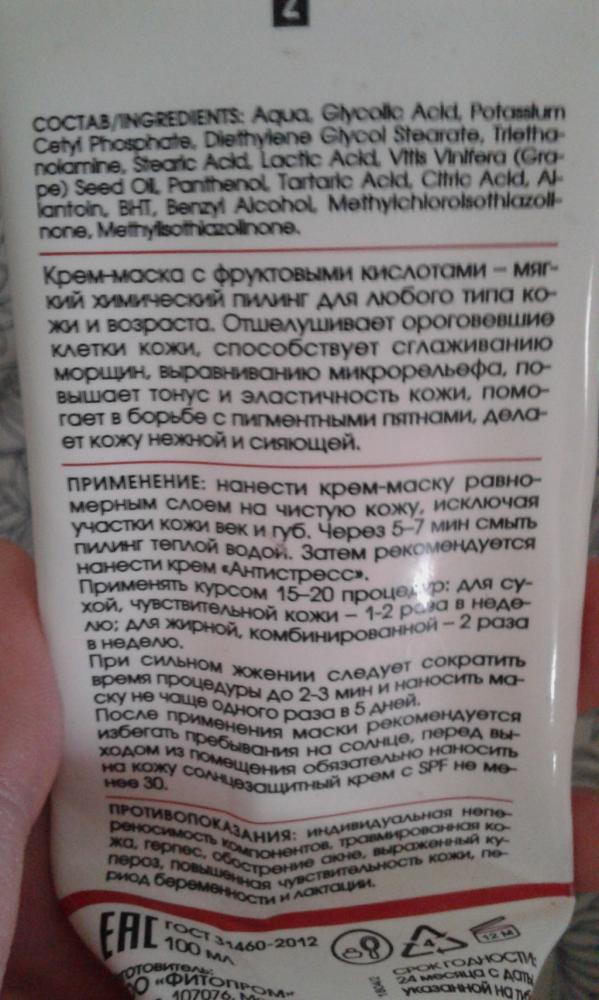 2
СОСТАВ/INGREDIENTS: Aqua, Glycolic Acid, Potassium
Cetyl Phosphate, Diethylene Glycol Stearate, Trietha-
nolamine, Stearic Acid, Lactic Acid, Vitis Vinifera (Gra-
pe) Seed Oil, Panthenol, Tartaric Acid, Citric Acid, Al-
lantoin, BHT, Benzyl Alcohol, Methylchloroisothiazoli-
none, Methylisothiazolinone.
Крем-маска с фруктовыми кислотами – мяг-
кий химический пилинг для любого типа ко-
жи и возраста. Отшелушивает ороговевшие
клетки кожи, способствует сглаживанию
морщин, выравниванию микрорельефа, по-
вышает тонус и эластичность кожи, помо-
гает в борьбе с пигментными пятнами, дела-
ет кожу нежной и сияющей.
ПРИМЕНЕНИЕ: нанести крем-маску равно-
мерным слоем на чистую кожу, исключая
участки кожи век и губ. Через 5–7 мин смыть
пилинг теплой водой. Затем рекомендуется
нанести крем «Антистресс».
Применять курсом 15–20 процедур: для су-
хой, чувствительной кожи – 1-2 раза в неде-
лю; для жирной, комбинированной – 2 раза
в неделю.
При сильном жжении следует сократить
время процедуры до 2-3 мин и наносить ма-
ску не чаще одного раза в 5 дней.
После применения маски рекомендуется
избегать пребывания на солнце, перед вы-
ходом из помещения обязательно наносить
на кожу солнцезащитный крем с SPF не ме-
нее 30.
ПРОТИВОПОКАЗАНИЯ: индивидуальная непе-
реносимость компонентов, травмированная ко-
жа, герпес, обострение акне, выраженный ку-
пероз, повышенная чувствительность кожи, пе-
риод беременности и лактации.
ЕАС ГОСТ 31460-2012
100 мл
4
12 М
СРОК ГОДНОСТИ:
24 месяца с даты
указанной на
«ФИТОПРОМ»
107076,